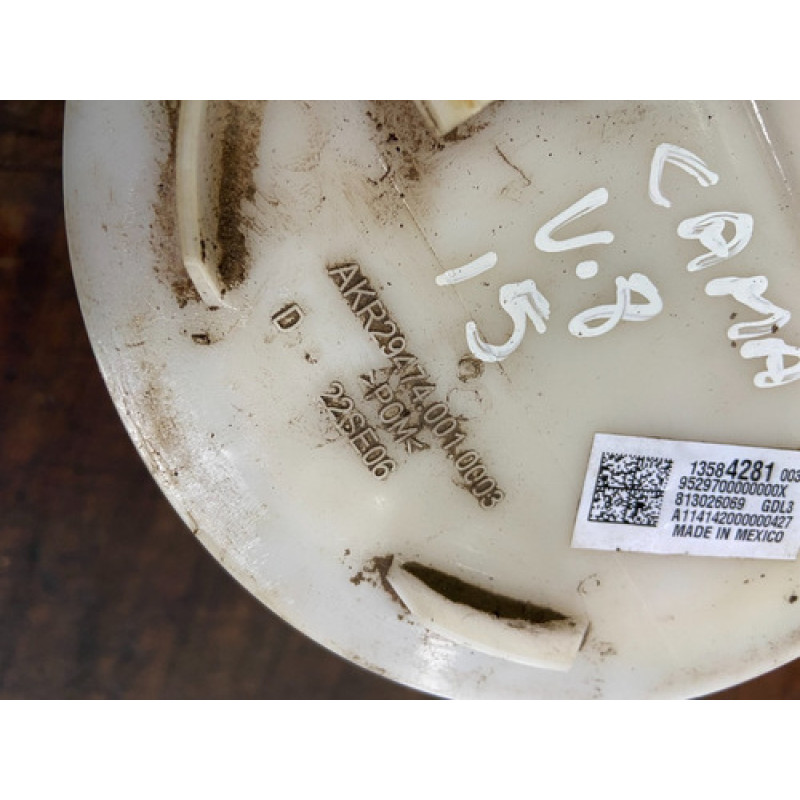 CAMA
V.8
15
AKR29474.001.0003
D
>POM<
22SE06
13584281 003
9529700000000X
813026069 GDL3
A114142000000427
MADE IN MEXICO